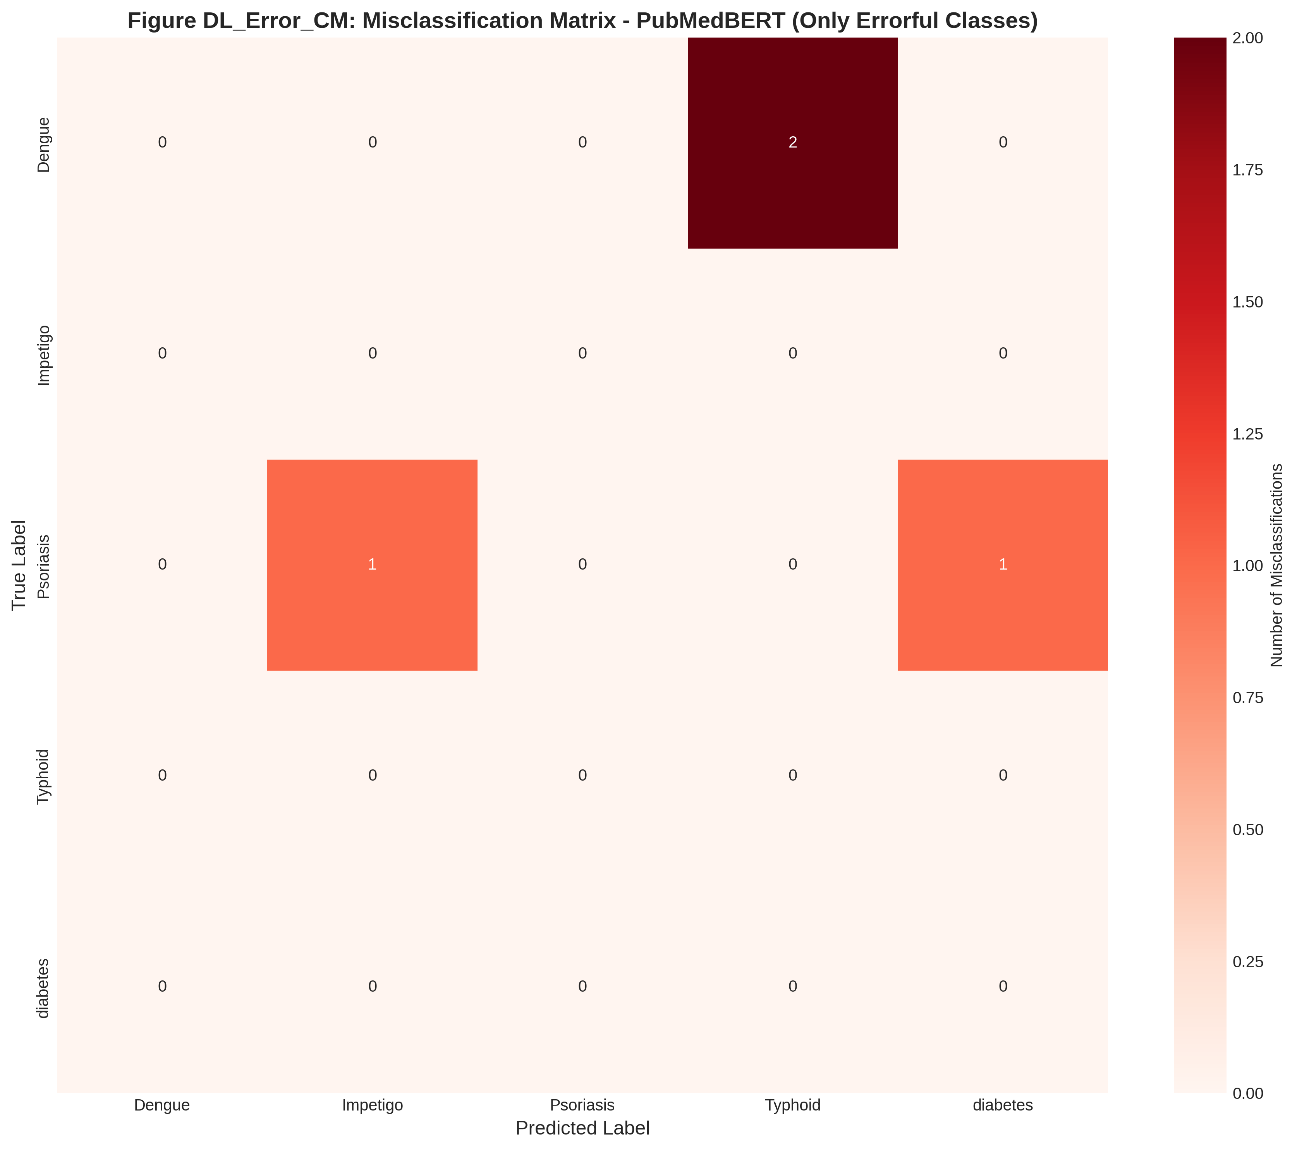 Figure DL_Error_CM: Misclassification Matrix - PubMedBERT (Only Errorful Classes)
True Label
Dengue 0 0 0 2 0
Impetigo 0 0 0 0 0
Psoriasis 0 1 0 0 1
Typhoid 0 0 0 0 0
diabetes 0 0 0 0 0
Dengue Impetigo Psoriasis Typhoid diabetes
Predicted Label
2.00
1.75
1.50
1.25
1.00
0.75
0.50
0.25
0.00
Number of Misclassifications